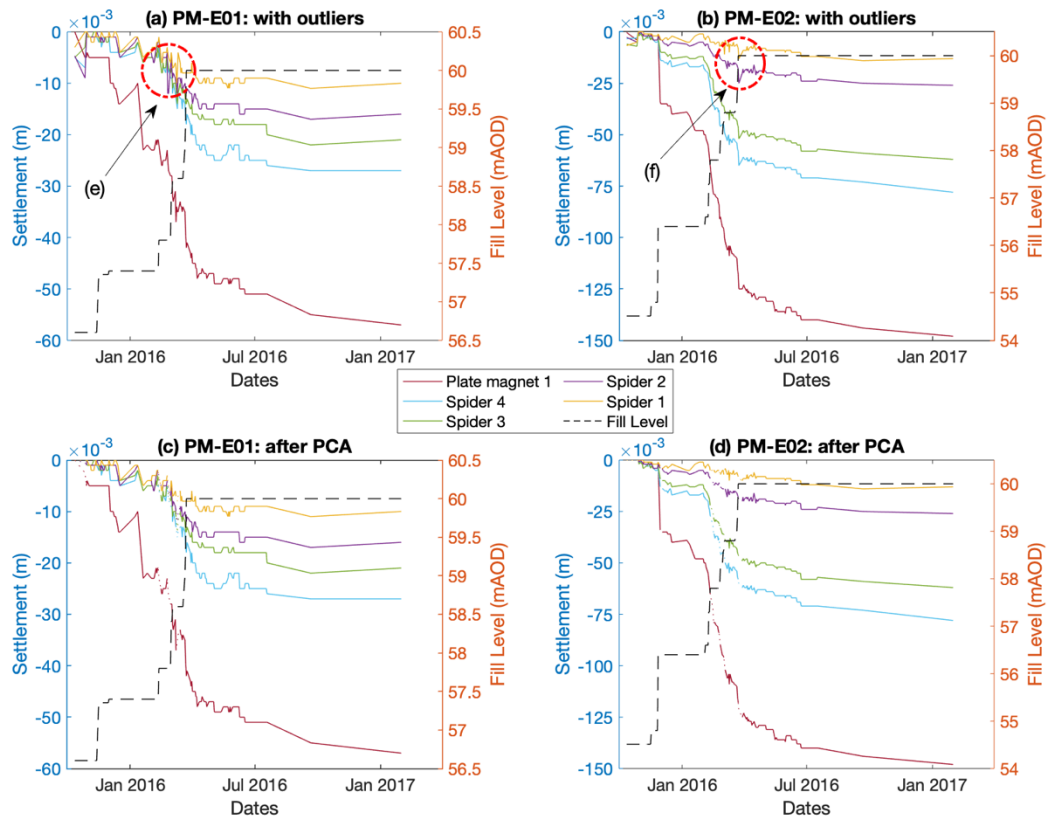 (a) PM-E01: with outliers
×10⁻³
0
-10
-20
-30
-40
-50
-60
Settlement (m)
60.5
60
59.5
59
58.5
58
57.5
57
56.5
Fill Level (mAOD)
(e)
Jan 2016
Jul 2016
Jan 2017
Dates
(b) PM-E02: with outliers
×10⁻³
0
-25
-50
-75
-100
-125
-150
Settlement (m)
60
59
58
57
56
55
54
Fill Level (mAOD)
(f)
Jan 2016
Jul 2016
Jan 2017
Dates
Plate magnet 1
Spider 4
Spider 3
Spider 2
Spider 1
Fill Level
(c) PM-E01: after PCA
×10⁻³
0
-10
-20
-30
-40
-50
-60
Settlement (m)
60.5
60
59.5
59
58.5
58
57.5
57
56.5
Fill Level (mAOD)
Jan 2016
Jul 2016
Jan 2017
Dates
(d) PM-E02: after PCA
×10⁻³
0
-25
-50
-75
-100
-125
-150
Settlement (m)
60
59
58
57
56
55
54
Fill Level (mAOD)
Jan 2016
Jul 2016
Jan 2017
Dates